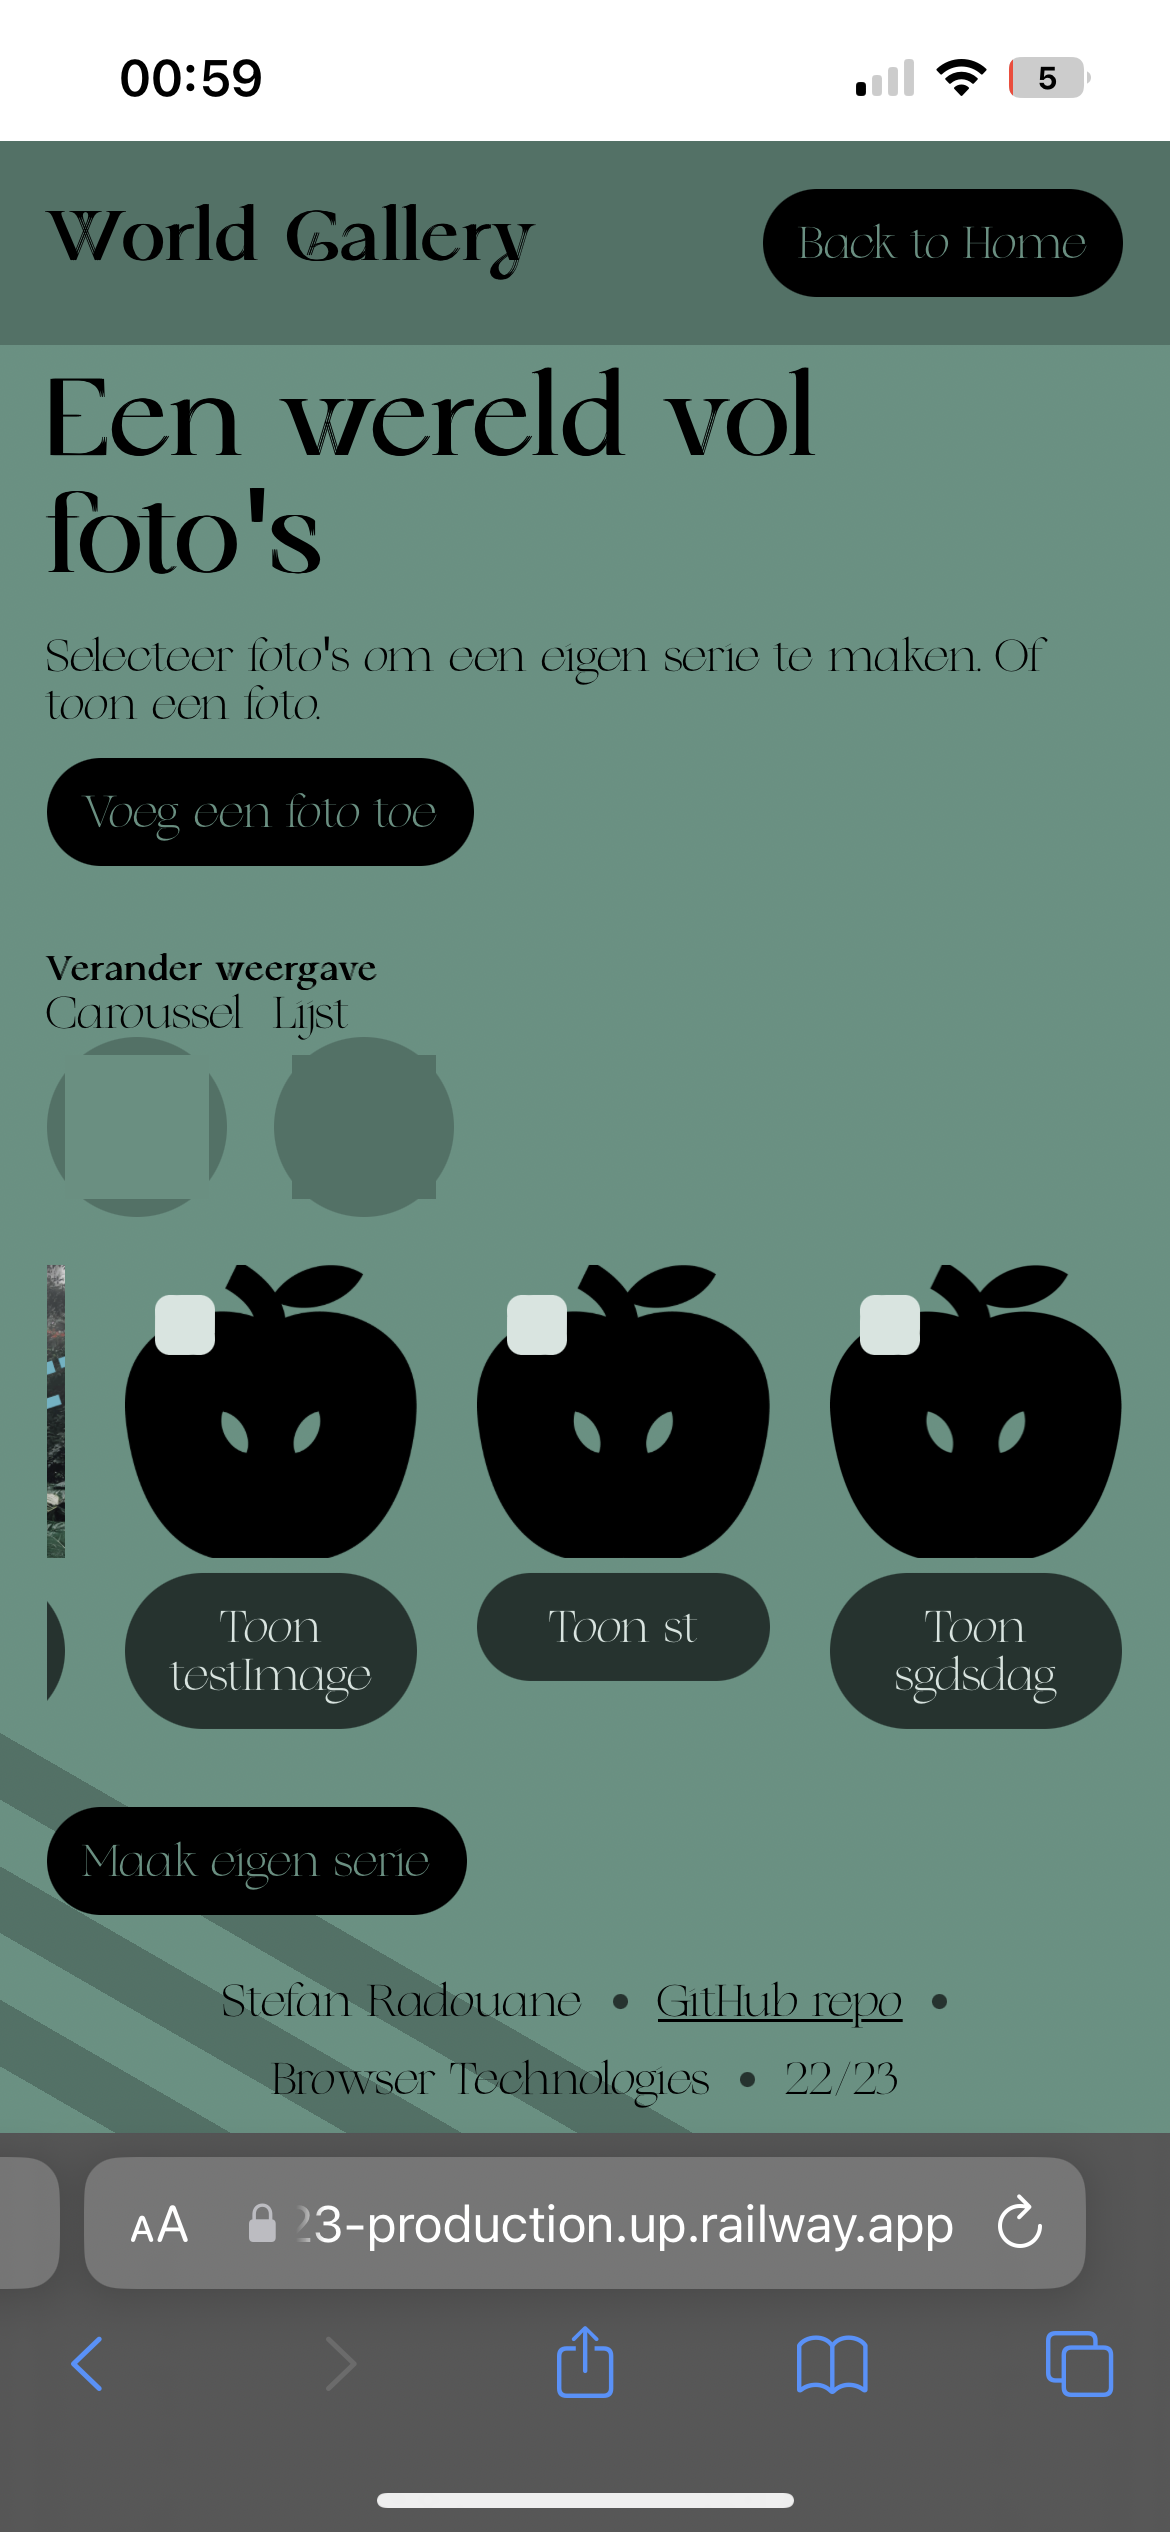 00:59
5
World Gallery
Back to Home
Een wereld vol
foto's
Selecteer foto's om een eigen serie te maken. Of
toon een foto.
Voeg een foto toe
Verander weergave
Caroussel Lijst
Toon
testImage
Toon st
Toon
sgdsdag
Maak eigen serie
Stefan Radouane • GitHub repo •
Browser Technologies • 22/23
AA 23-production.up.railway.app